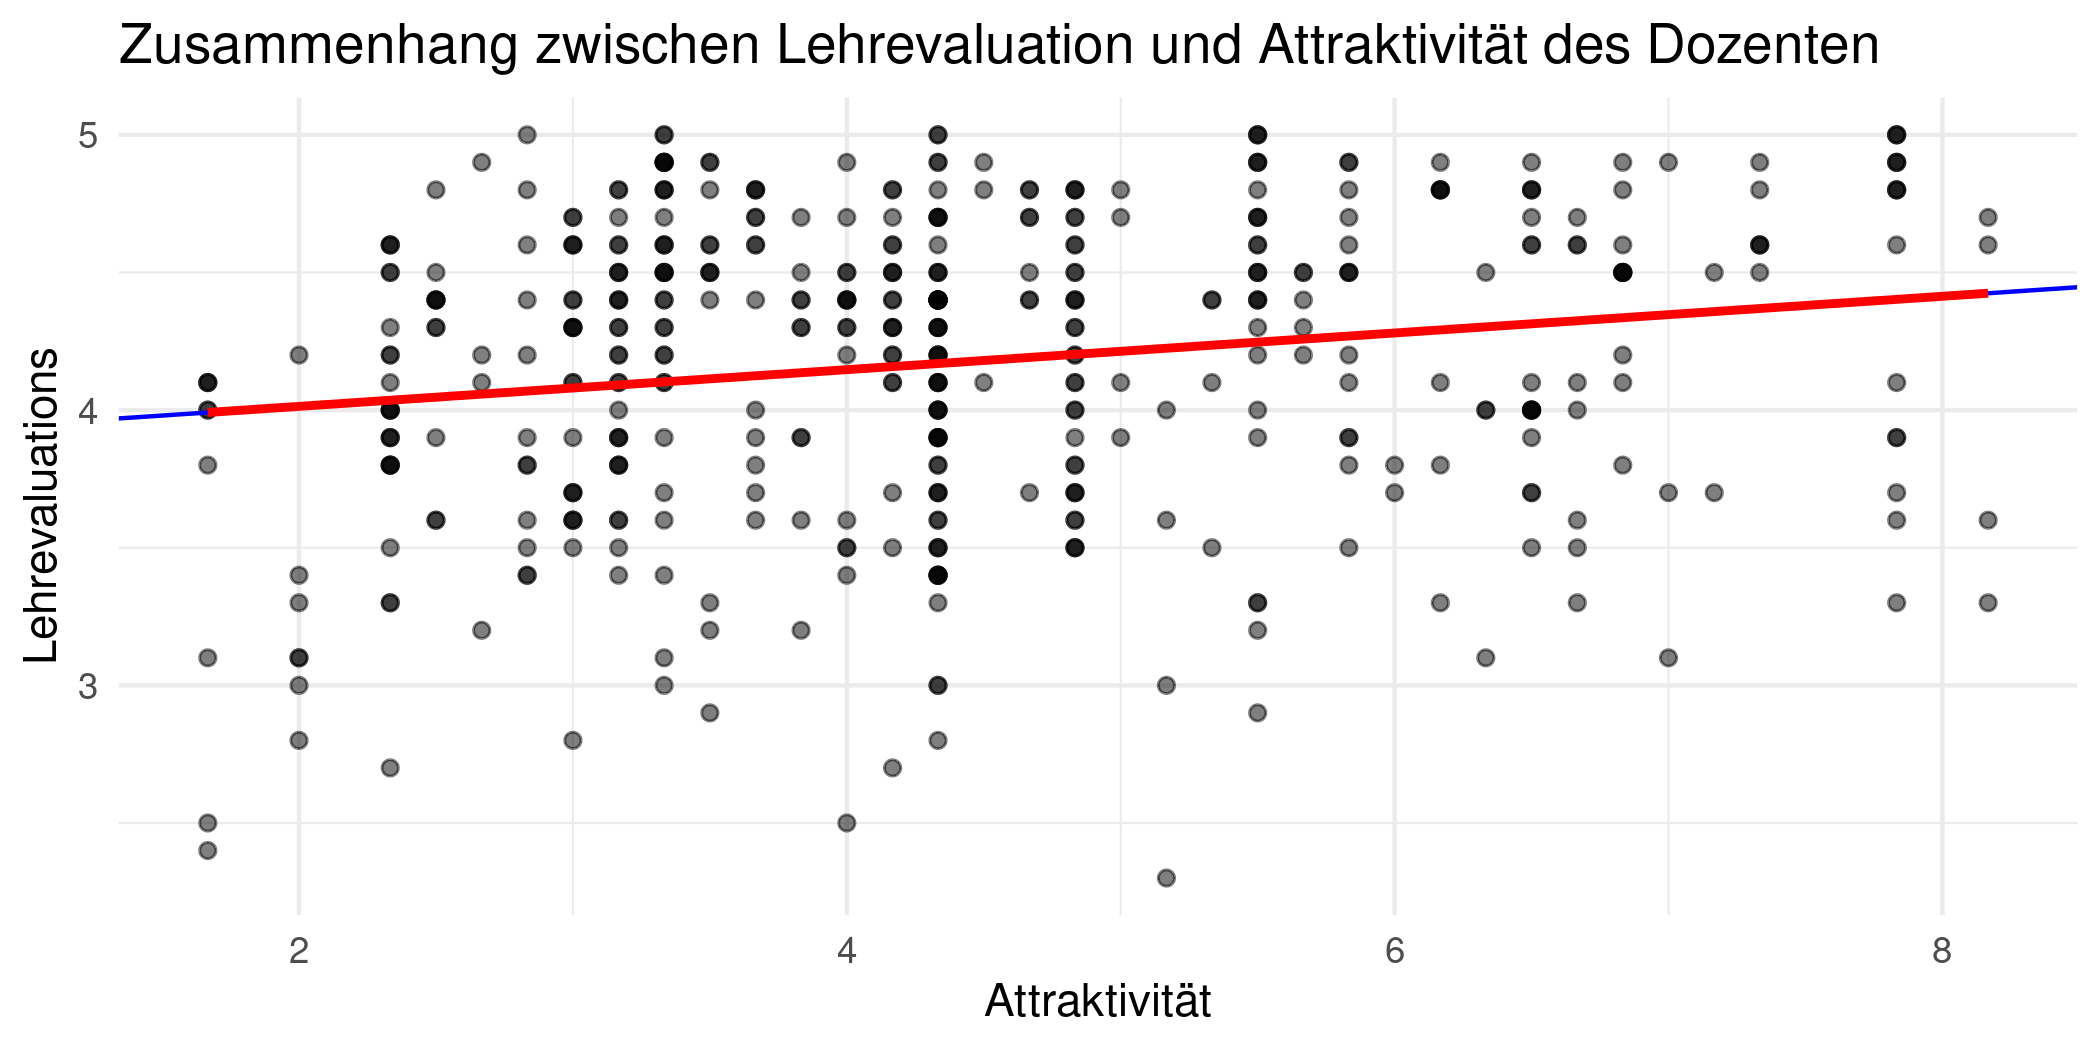 Zusammenhang zwischen Lehrevaluation und Attraktivität des Dozenten
Lehrevaluations
5
4
3
2
4
6
8
Attraktivität